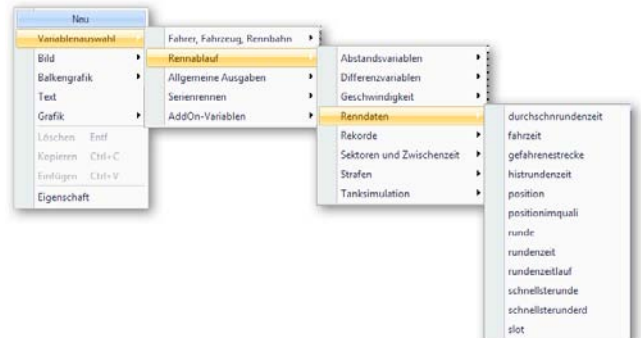 Neu
Variablenauswahl
Bild
Balkengrafik
Text
Grafik
Löschen Entf
Kopieren Ctrl+C
Einfügen Ctrl+V
Eigenschaft
Fahrer, Fahrzeug, Rennbahn
Rennablauf
Allgemeine Ausgaben
Serienrennen
AddOn-Variablen
Abstandsvariablen
Differenzvariablen
Geschwindigkeit
Renndaten
Rekorde
Sektoren und Zwischenzeit
Strafen
Tanksimulation
durchschnrundenzeit
fahrzeit
gefahrenestrecke
histrundenzeit
position
positionimquali
runde
rundenzeit
rundenzeitlauf
schnellsterunde
schnellsterunderd
slot